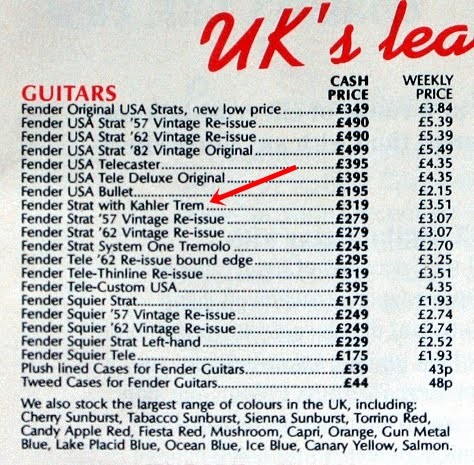 UK's lea
CASH WEEKLY
GUITARS PRICE PRICE
Fender Original USA Strats, new low price £349 £3.84
Fender USA Strat '57 Vintage Re-issue £490 £5.39
Fender USA Strat '62 Vintage Re-issue £490 £5.39
Fender USA Strat '82 Vintage Original £499 £5.49
Fender USA Telecaster £395 £4.35
Fender USA Tele Deluxe Original £395 £4.35
Fender USA Bullet £195 £2.15
Fender Strat with Kahler Trem £319 £3.51
Fender Strat '57 Vintage Re-issue £279 £3.07
Fender Strat '62 Vintage Re-issue £279 £3.07
Fender Strat System One Tremolo £245 £2.70
Fender Tele '62 Re-issue bound edge £295 £3.25
Fender Tele-Thinline Re-issue £319 £3.51
Fender Tele-Custom USA £395 4.35
Fender Squier Strat £175 £1.93
Fender Squier '57 Vintage Re-issue £249 £2.74
Fender Squier '62 Vintage Re-issue £249 £2.74
Fender Squier Strat Left-hand £229 £2.52
Fender Squier Tele £175 £1.93
Plush lined Cases for Fender Guitars £39 43p
Tweed Cases for Fender Guitars £44 48p
We also stock the largest range of colours in the UK, including:
Cherry Sunburst, Tabacco Sunburst, Sienna Sunburst, Torrino Red,
Candy Apple Red, Fiesta Red, Mushroom, Capri, Orange, Gun Metal
Blue, Lake Placid Blue, Ocean Blue, Ice Blue, Canary Yellow, Salmon.